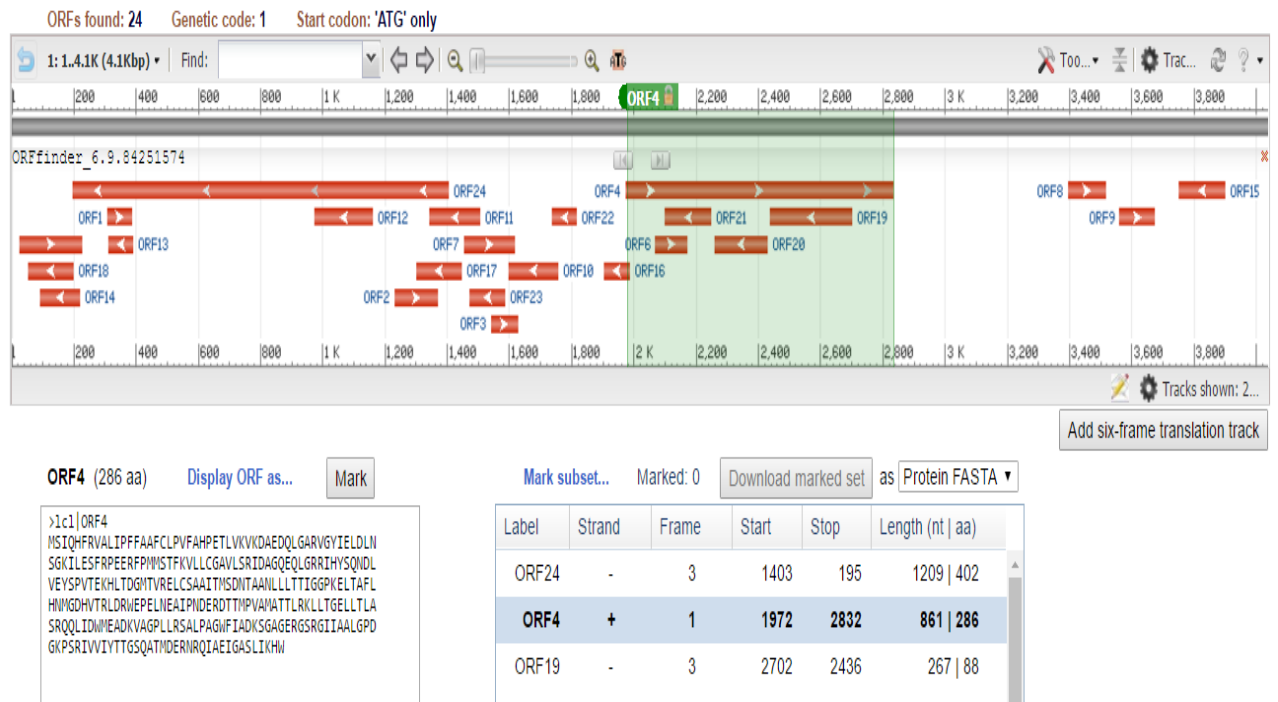 ORFs found: 24 Genetic code: 1 Start codon: 'ATG' only
1: 1..4.1K (4.1Kbp) Find: ATG Too... Trac... ?
1 200 400 600 800 1 K 1,200 1,400 1,600 1,800 ORF4 2,200 2,400 2,600 2,800 3 K 3,200 3,400 3,600 3,800
ORFfinder_6.9.84251574
ORF24 ORF4 ORF8 ORF15
ORF1 ORF12 ORF11 ORF22 ORF21 ORF19 ORF9
ORF13 ORF7 ORF6 ORF20
ORF18 ORF17 ORF10 ORF16
ORF14 ORF2 ORF23
ORF3
1 200 400 600 800 1 K 1,200 1,400 1,600 1,800 2 K 2,200 2,400 2,600 2,800 3 K 3,200 3,400 3,600 3,800
Tracks shown: 2...
Add six-frame translation track
ORF4 (286 aa) Display ORF as... Mark
>lcl|ORF4
MSIQHFRVALIPFFAAFCLPVFAHPETLVKVKDAEDQLGARVGYIELDLN
SGKILESFRPEERFPMMSTFKVLLCGAVLSRIDAGQEQLGRRIHYSQNDL
VEYSPVTEKHLTDGMTVRELCSAAITMSDNTAANLLLTTIGGPKELTAFL
HNMGDHVTRLDRWEPELNEAIPNDERDTTMPVAMATTLRKLLTGELLTLA
SRQQLIDWMEADKVAGPLLRSALPAGWFIADKSGAGERGSRGIIAALGPD
GKPSRIVVIYTTGSQATMDERNRQIAEIGASLIKHW
Mark subset... Marked: 0 Download marked set as Protein FASTA
Label Strand Frame Start Stop Length (nt | aa)
ORF24 - 3 1403 195 1209 | 402
ORF4 + 1 1972 2832 861 | 286
ORF19 - 3 2702 2436 267 | 88